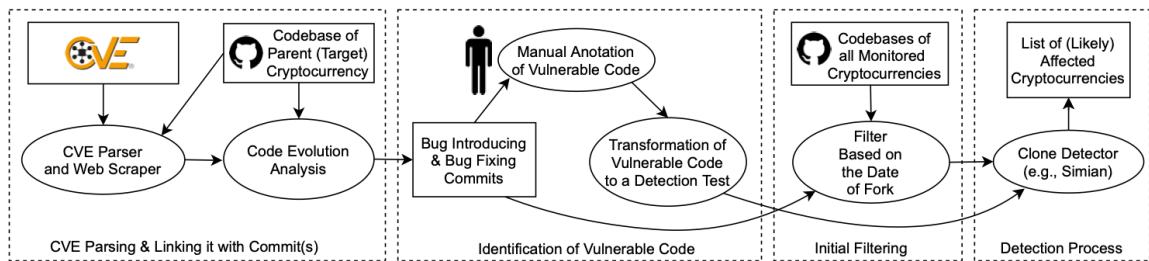 CVE®
Codebase of
Parent (Target)
Cryptocurrency
CVE Parser
and Web Scraper
Code Evolution
Analysis
CVE Parsing & Linking it with Commit(s)
Manual Anotation
of Vulnerable Code
Bug Introducing
& Bug Fixing
Commits
Transformation of
Vulnerable Code
to a Detection Test
Identification of Vulnerable Code
Codebases of
all Monitored
Cryptocurrencies
Filter
Based on
the Date
of Fork
Initial Filtering
List of (Likely)
Affected
Cryptocurrencies
Clone Detector
(e.g., Simian)
Detection Process